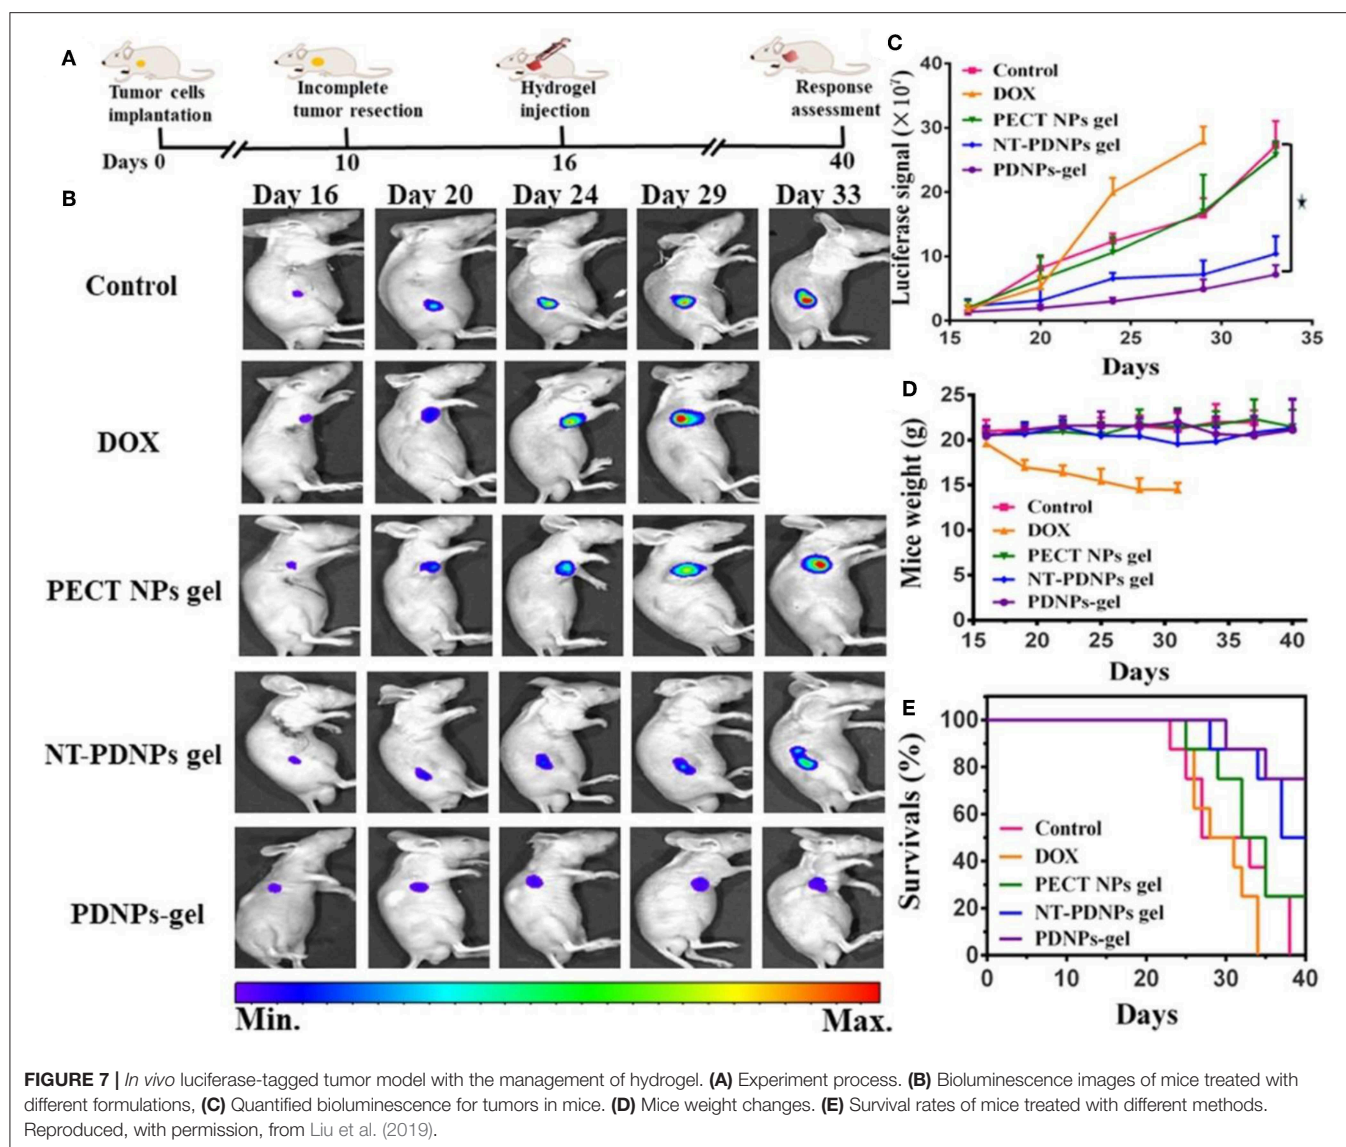 A
Tumor cells
implantation
Incomplete
tumor resection
Hydrogel
injection
Response
assessment
Days 0
10
16
40
B
Day 16
Day 20
Day 24
Day 29
Day 33
Control
DOX
PECT NPs gel
NT-PDNPs gel
PDNPs-gel
Min.
Max.
C
Luciferase signal (×10⁷)
40
30
20
10
0
15
20
25
30
35
Days
Control
DOX
PECT NPs gel
NT-PDNPs gel
PDNPs-gel
*
D
Mice weight (g)
25
20
15
10
5
0
15
20
25
30
35
40
Days
Control
DOX
PECT NPs gel
NT-PDNPs gel
PDNPs-gel
E
Survivals (%)
100
80
60
40
20
0
0
10
20
30
40
Days
Control
DOX
PECT NPs gel
NT-PDNPs gel
PDNPs-gel
FIGURE 7 | In vivo luciferase-tagged tumor model with the management of hydrogel. (A) Experiment process. (B) Bioluminescence images of mice treated with
different formulations, (C) Quantified bioluminescence for tumors in mice. (D) Mice weight changes. (E) Survival rates of mice treated with different methods.
Reproduced, with permission, from Liu et al. (2019).